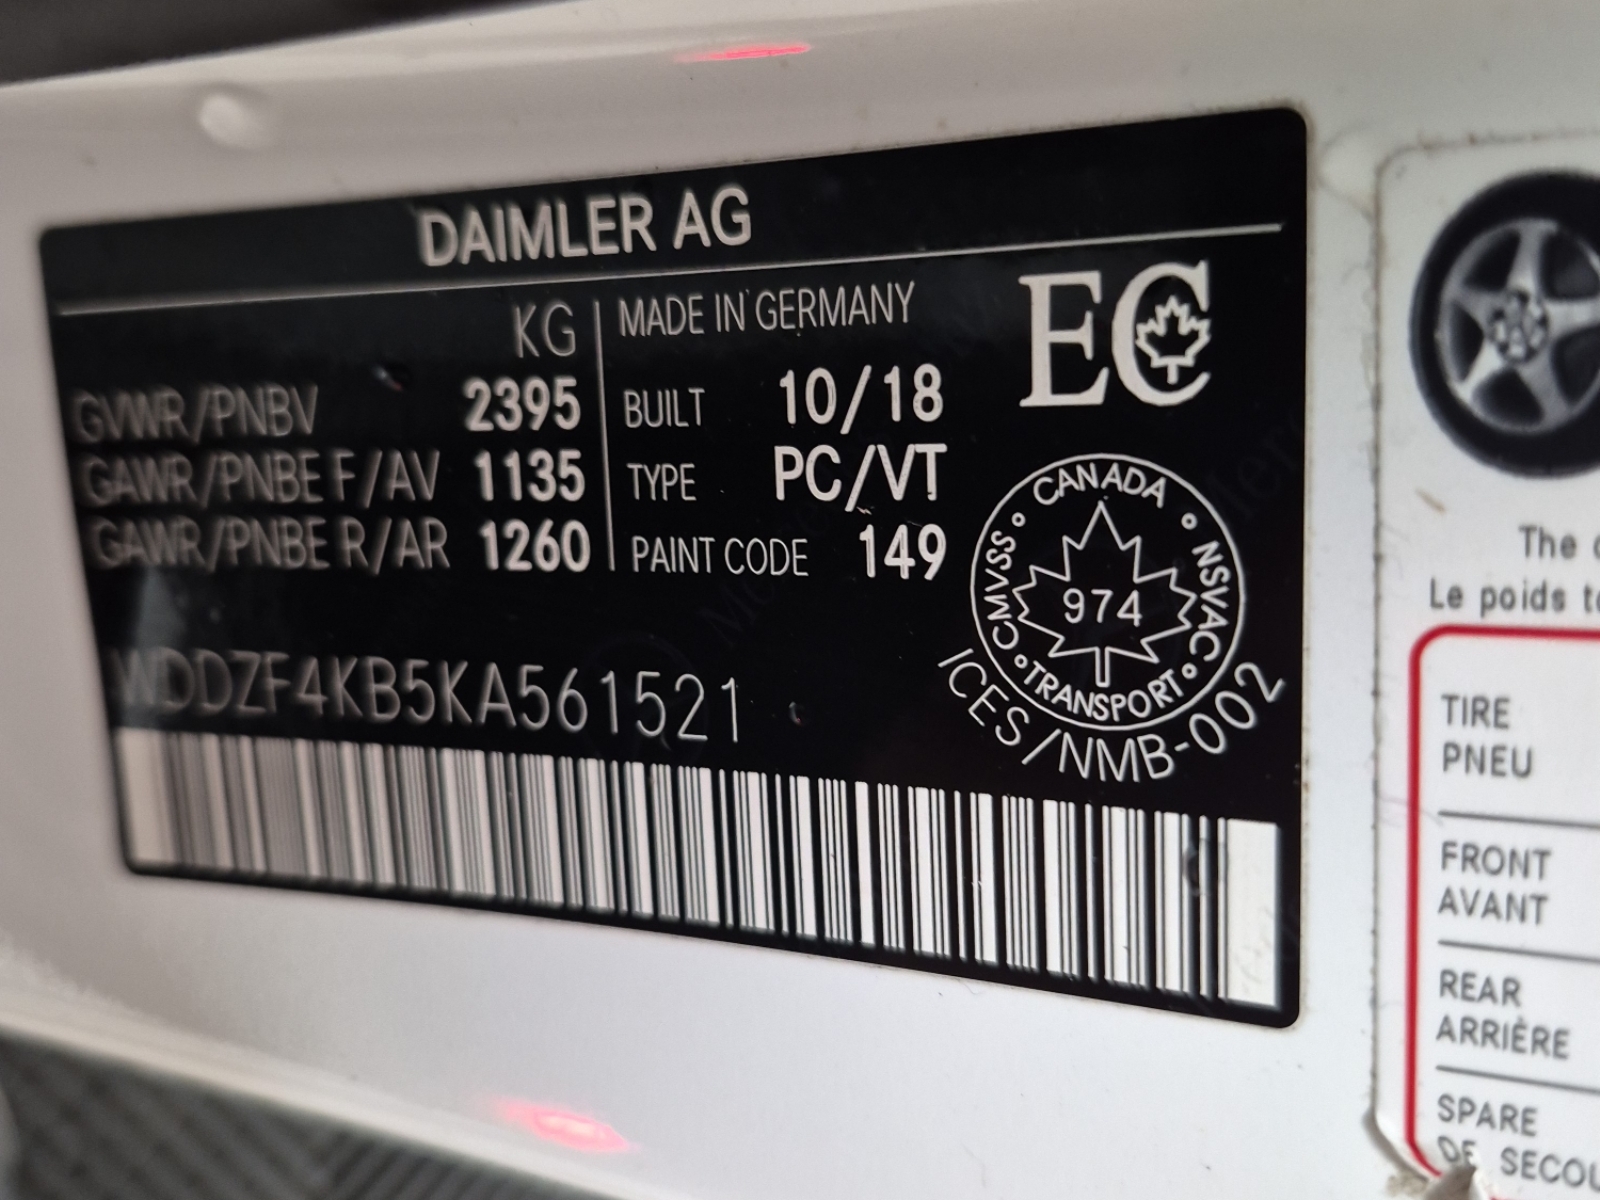 DAIMLER AG
KG
GVWR/PNBV 2395
GAWR/PNBE F/AV 1135
GAWR/PNBE R/AR 1260
MADE IN GERMANY
BUILT 10/18
TYPE PC/VT
PAINT CODE 149
EC
CANADA
CMVSS NSVAC
974
TRANSPORT
ICES/NMB-002
WDDZF4KB5KA561521
The
Le poids
TIRE
PNEU
FRONT
AVANT
REAR
ARRIÈRE
SPARE
DE SECOU